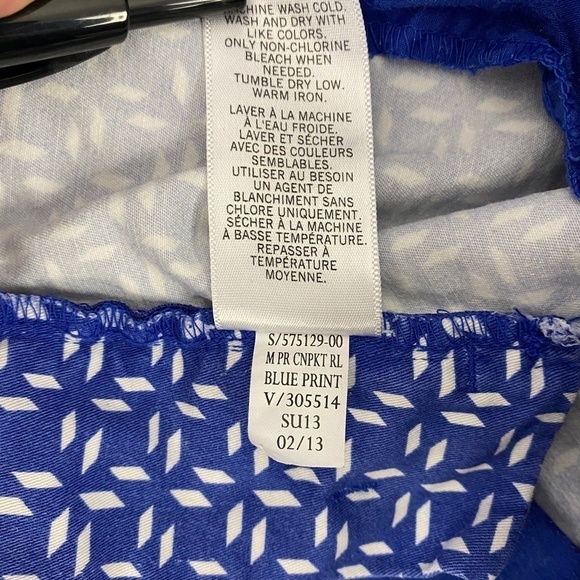 MACHINE WASH COLD.
WASH AND DRY WITH
LIKE COLORS.
ONLY NON-CHLORINE
BLEACH WHEN
NEEDED.
TUMBLE DRY LOW.
WARM IRON.
LAVER À LA MACHINE
À L'EAU FROIDE.
LAVER ET SÉCHER
AVEC DES COULEURS
SEMBLABLES.
UTILISER AU BESOIN
UN AGENT DE
BLANCHIMENT SANS
CHLORE UNIQUEMENT.
SÉCHER À LA MACHINE
À BASSE TEMPÉRATURE.
REPASSER À
TEMPÉRATURE
MOYENNE.
S/575129-00
M PR CNPKT RL
BLUE PRINT
V/305514
SU13
02/13